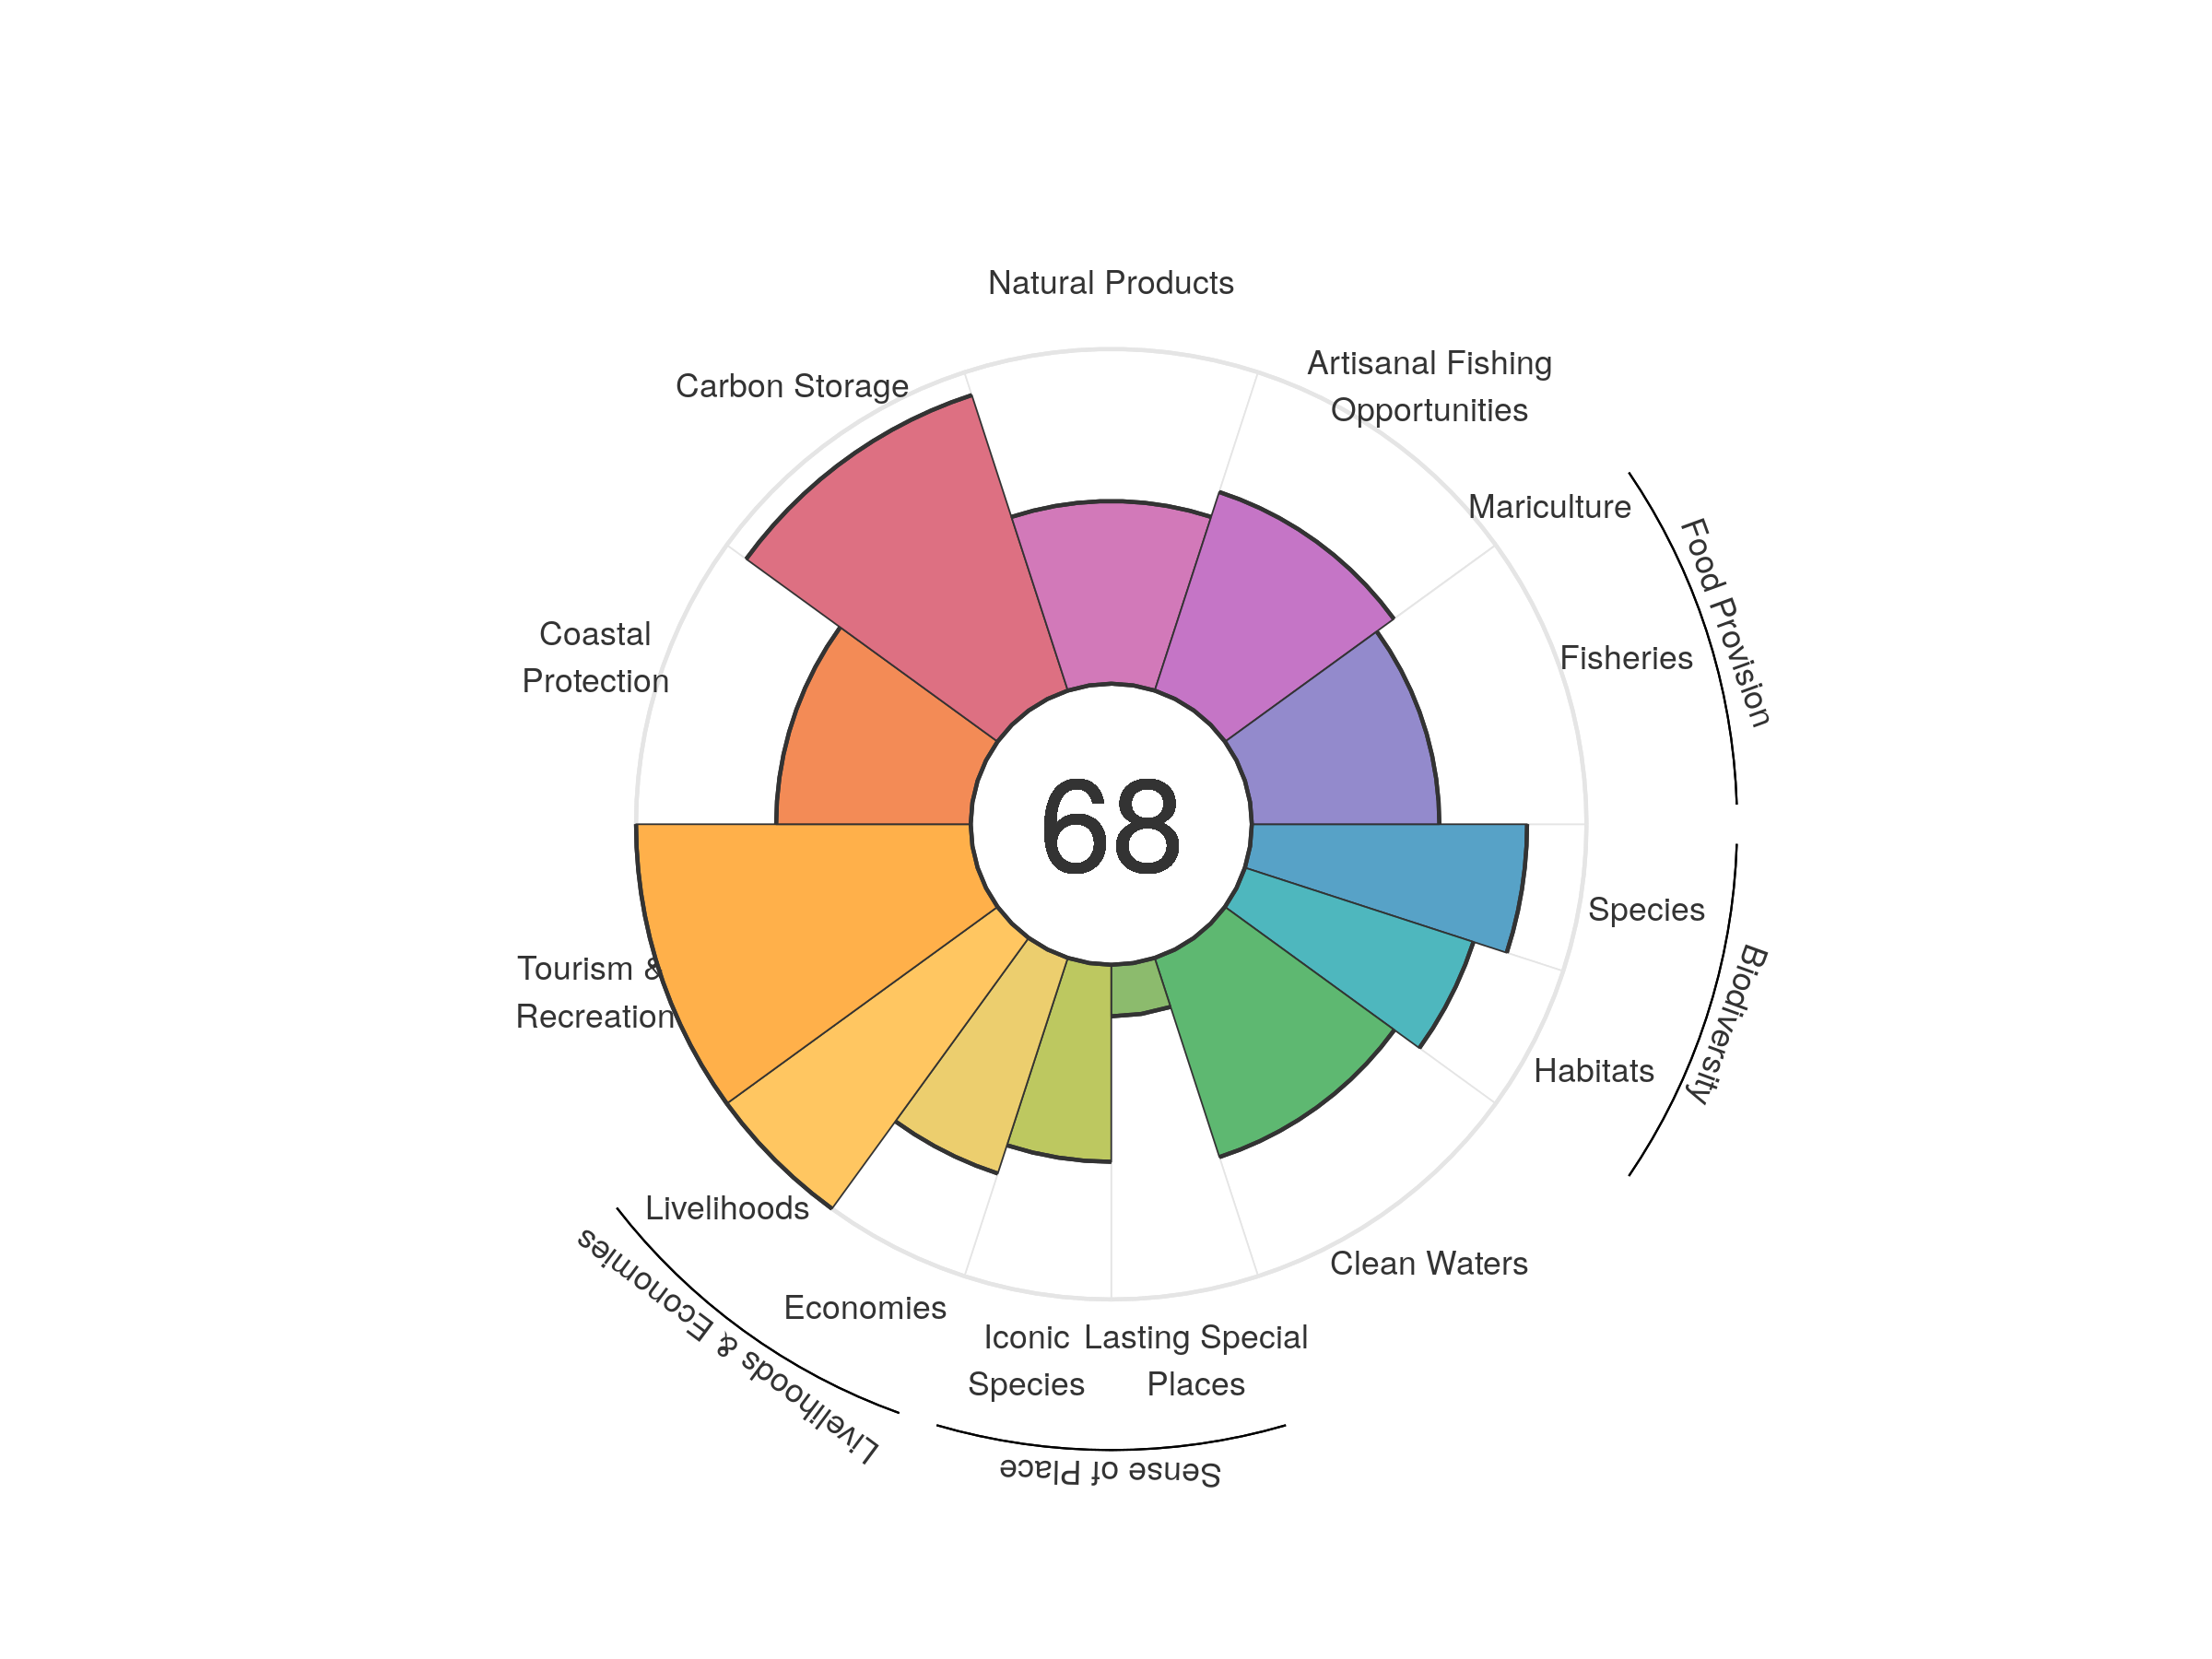 Natural Products
Carbon Storage
Artisanal Fishing
Opportunities
Mariculture
Food Provision
Fisheries
Coastal
Protection
68
Species
Biodiversity
Tourism &
Recreation
Habitats
Livelihoods
Livelihoods & Economies
Clean Waters
Economies
Iconic
Species
Lasting Special
Places
Sense of Place